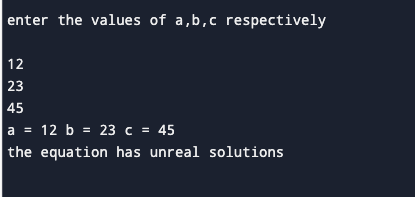 enter the values of a,b,c respectively
12
23
45
a = 12 b = 23 c = 45
the equation has unreal solutions